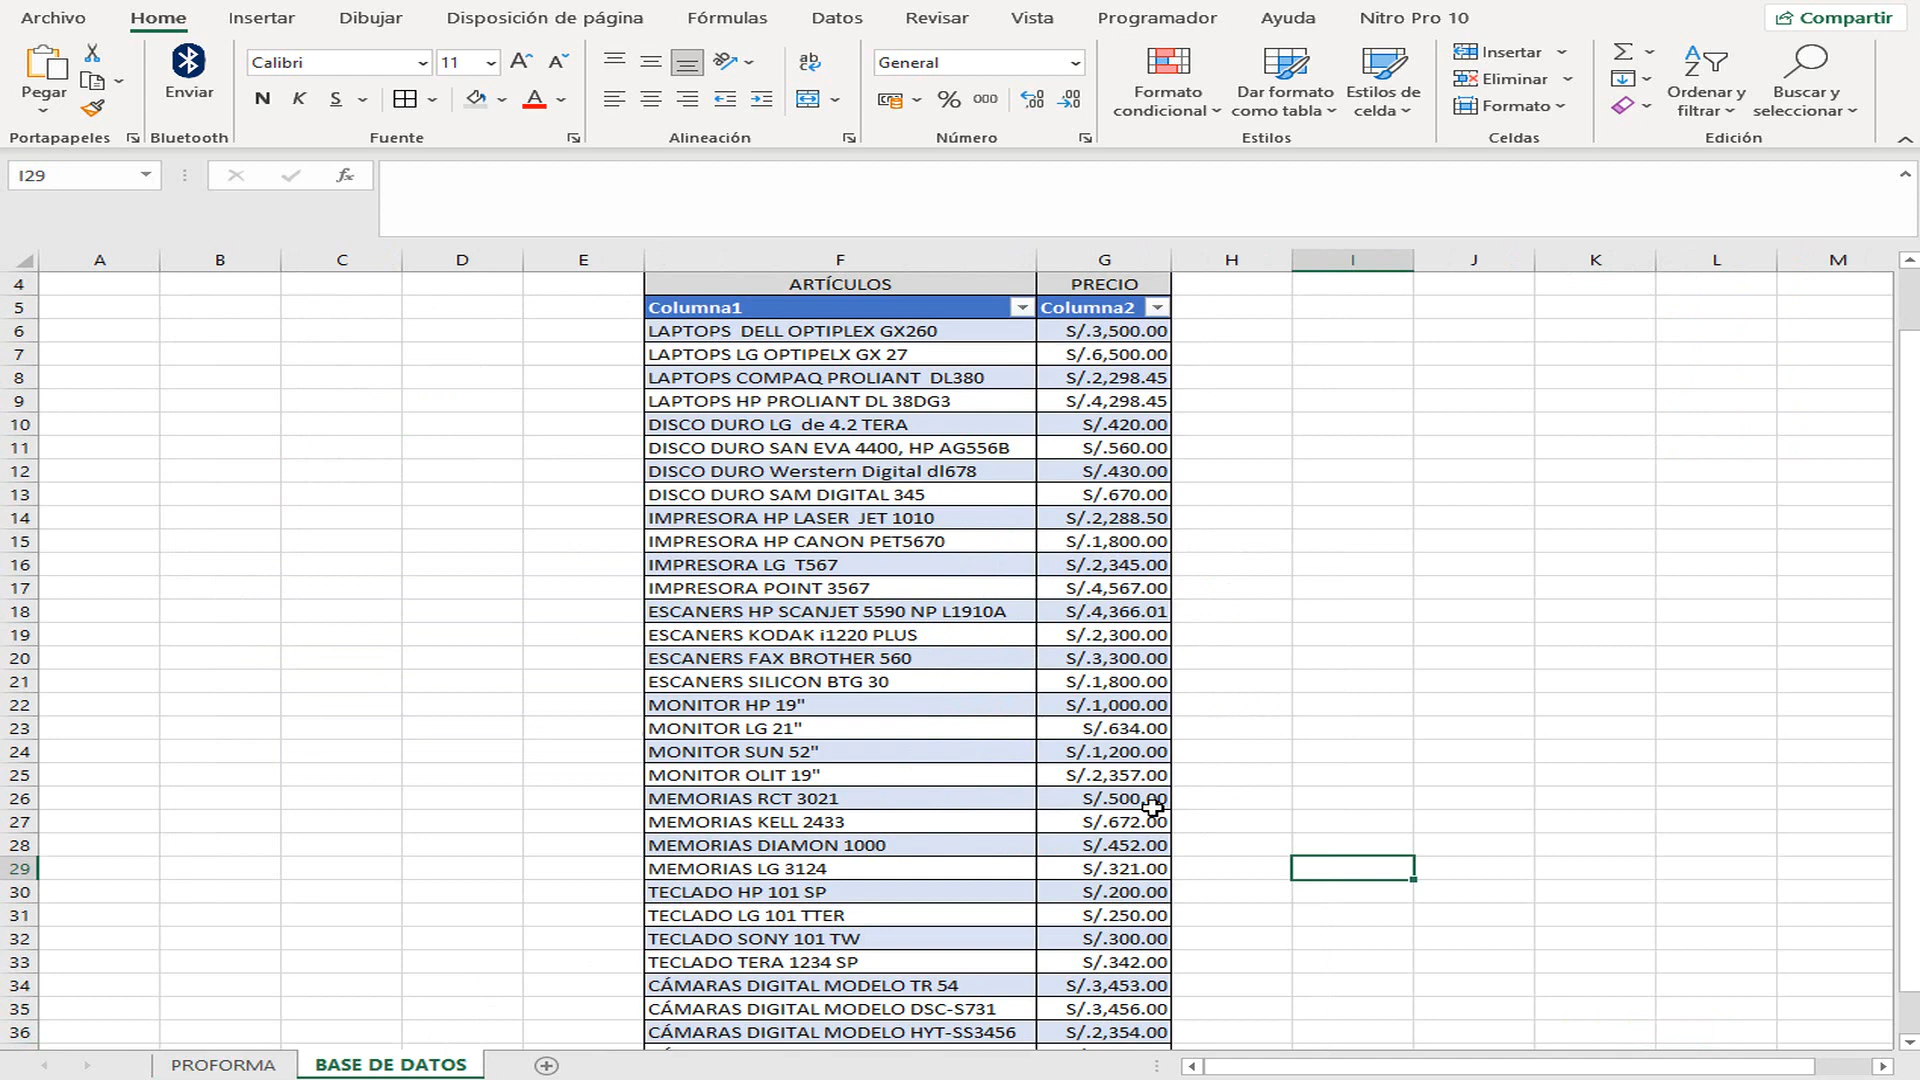 Archivo Home Insertar Dibujar Disposición de página Fórmulas Datos Revisar Vista Programador Ayuda Nitro Pro 10 Compartir
Pegar
Portapapeles
Enviar
Bluetooth
Calibri 11
N K S
Fuente
Alineación
General
% 000
Número
Formato condicional
Dar formato como tabla
Estilos de celda
Estilos
Insertar
Eliminar
Formato
Celdas
Ordenar y filtrar
Buscar y seleccionar
Edición
I29 fx
A B C D E F G H I J K L M
4 ARTÍCULOS PRECIO
5 Columna1 Columna2
6 LAPTOPS DELL OPTIPLEX GX260 S/.3,500.00
7 LAPTOPS LG OPTIPELX GX 27 S/.6,500.00
8 LAPTOPS COMPAQ PROLIANT DL380 S/.2,298.45
9 LAPTOPS HP PROLIANT DL 38DG3 S/.4,298.45
10 DISCO DURO LG de 4.2 TERA S/.420.00
11 DISCO DURO SAN EVA 4400, HP AG556B S/.560.00
12 DISCO DURO Werstern Digital dl678 S/.430.00
13 DISCO DURO SAM DIGITAL 345 S/.670.00
14 IMPRESORA HP LASER JET 1010 S/.2,288.50
15 IMPRESORA HP CANON PET5670 S/.1,800.00
16 IMPRESORA LG T567 S/.2,345.00
17 IMPRESORA POINT 3567 S/.4,567.00
18 ESCANERS HP SCANJET 5590 NP L1910A S/.4,366.01
19 ESCANERS KODAK i1220 PLUS S/.2,300.00
20 ESCANERS FAX BROTHER 560 S/.3,300.00
21 ESCANERS SILICON BTG 30 S/.1,800.00
22 MONITOR HP 19" S/.1,000.00
23 MONITOR LG 21" S/.634.00
24 MONITOR SUN 52" S/.1,200.00
25 MONITOR OLIT 19" S/.2,357.00
26 MEMORIAS RCT 3021 S/.500.00
27 MEMORIAS KELL 2433 S/.672.00
28 MEMORIAS DIAMON 1000 S/.452.00
29 MEMORIAS LG 3124 S/.321.00
30 TECLADO HP 101 SP S/.200.00
31 TECLADO LG 101 TTER S/.250.00
32 TECLADO SONY 101 TW S/.300.00
33 TECLADO TERA 1234 SP S/.342.00
34 CÁMARAS DIGITAL MODELO TR 54 S/.3,453.00
35 CÁMARAS DIGITAL MODELO DSC-S731 S/.3,456.00
36 CÁMARAS DIGITAL MODELO HYT-SS3456 S/.2,354.00
PROFORMA BASE DE DATOS